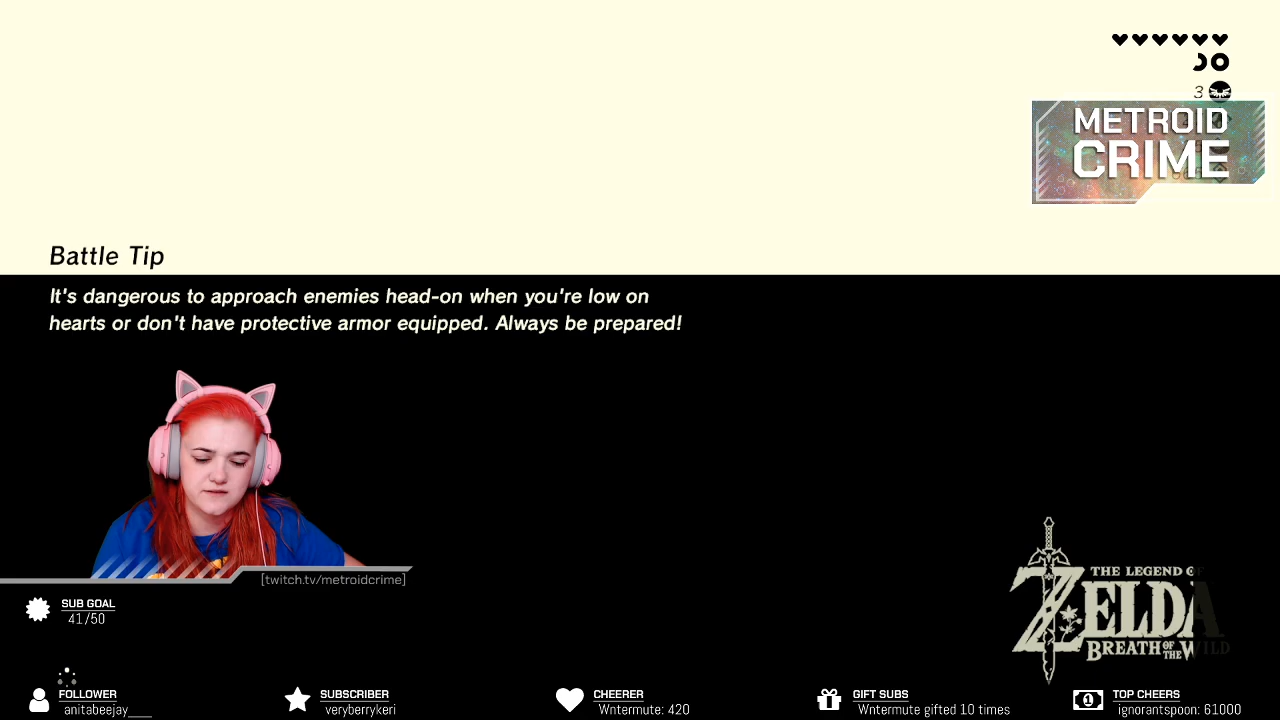 3
METROID
CRIME
Battle Tip
It's dangerous to approach enemies head-on when you're low on
hearts or don't have protective armor equipped. Always be prepared!
[twitch.tv/metroidcrime]
SUB GOAL
41/50
THE LEGEND OF
ZELDA
BREATH OF THE WILD
FOLLOWER
anitabeejay___
SUBSCRIBER
veryberrykeri
CHEERER
Wntermute: 420
GIFT SUBS
Wntermute gifted 10 times
TOP CHEERS
ignorantspoon: 61000